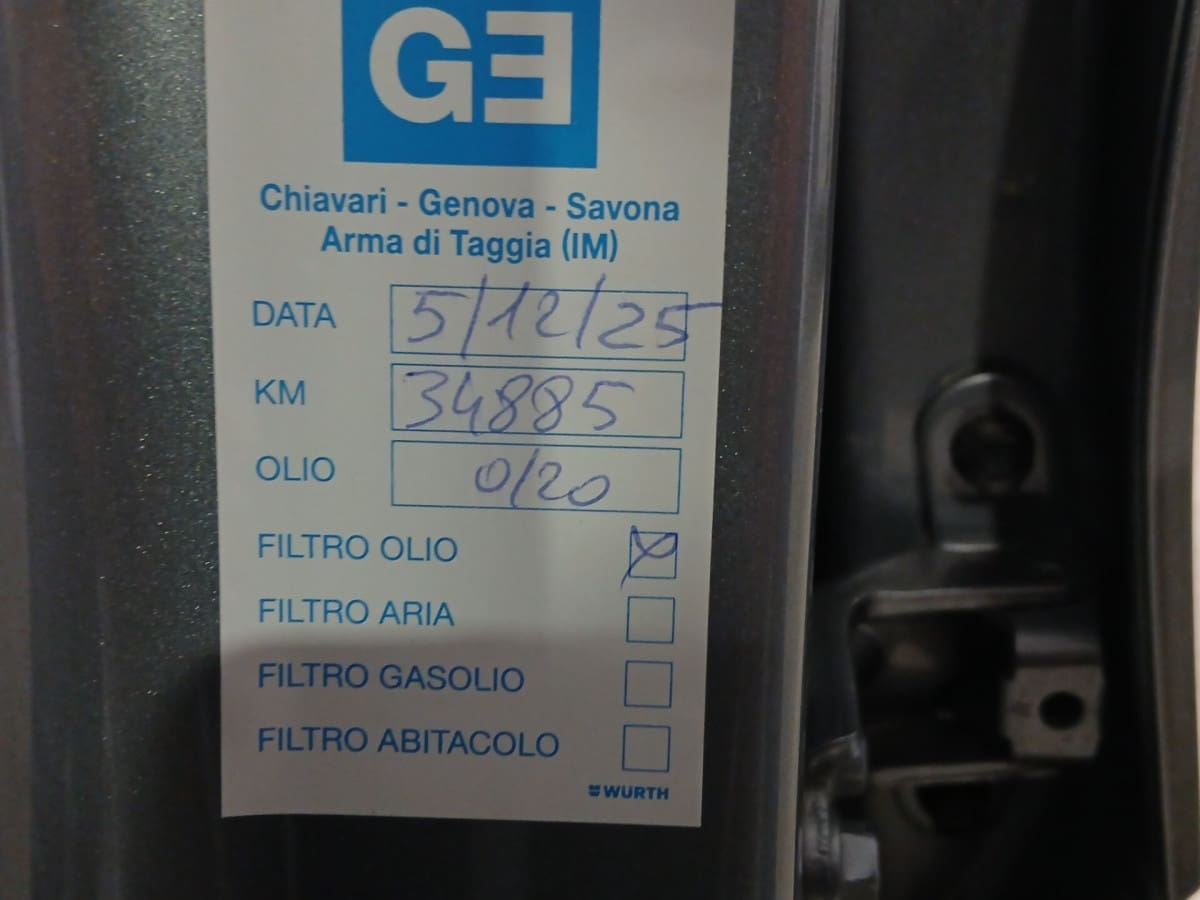 GE
Chiavari - Genova - Savona
Arma di Taggia (IM)
DATA 5/12/25
KM 34885
OLIO 0/20
FILTRO OLIO X
FILTRO ARIA
FILTRO GASOLIO
FILTRO ABITACOLO
WURTH